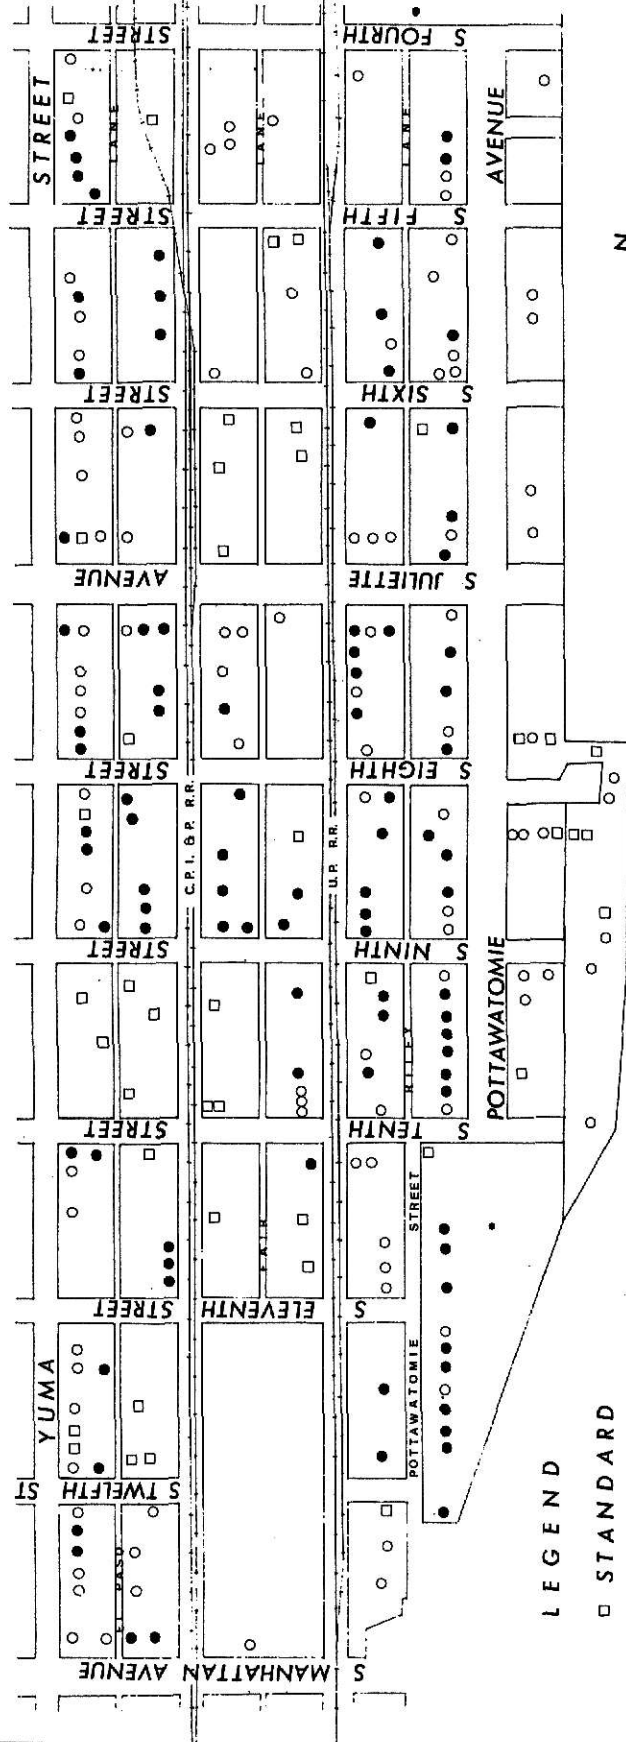 S FOURTH STREET
YUMA STREET
LANE
LANE
LANE
POTTAWATOMIE AVENUE
S FIFTH STREET
N
S SIXTH STREET
S JULIETTE AVENUE
S EIGHTH STREET
C.P.I. & P. R.R.
U.P. R.R.
S NINTH STREET
RILEY
S TENTH STREET
FAIR
POTTAWATOMIE STREET
S ELEVENTH STREET
S TWELFTH ST
EL PASO
S MANHATTAN AVENUE
LEGEND
□ STANDARD